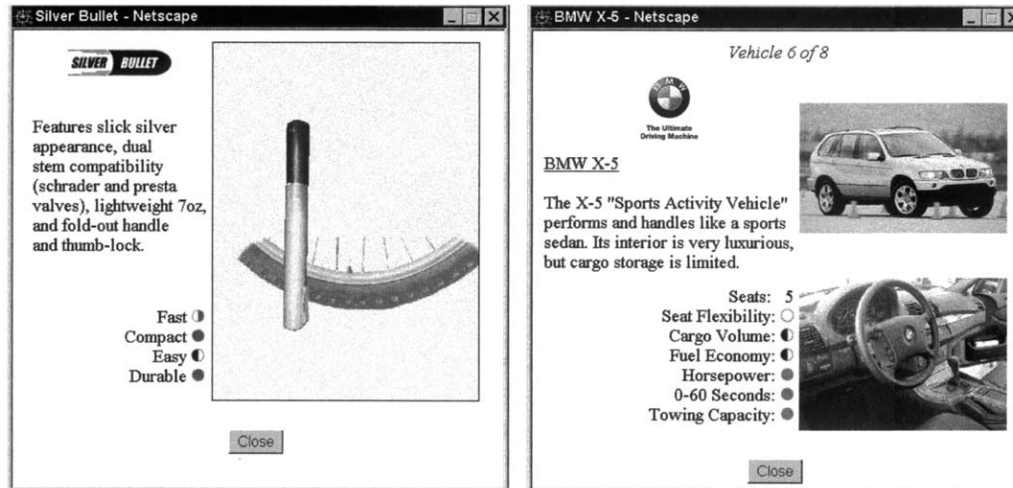 Silver Bullet - Netscape
SILVER BULLET
Features slick silver
appearance, dual
stem compatibility
(schrader and presta
valves), lightweight 7oz,
and fold-out handle
and thumb-lock.
Fast
Compact
Easy
Durable
Close
BMW X-5 - Netscape
Vehicle 6 of 8
BMW
The Ultimate
Driving Machine
BMW X-5
The X-5 "Sports Activity Vehicle"
performs and handles like a sports
sedan. Its interior is very luxurious,
but cargo storage is limited.
Seats: 5
Seat Flexibility:
Cargo Volume:
Fuel Economy:
Horsepower:
0-60 Seconds:
Towing Capacity:
Close